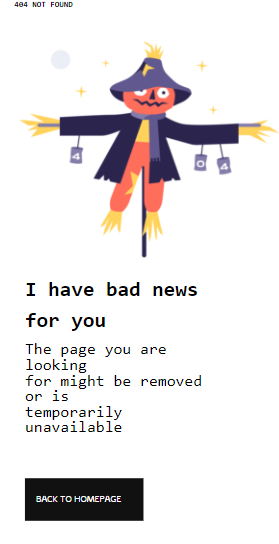 404 NOT FOUND
4
0 4
I have bad news
for you
The page you are
looking
for might be removed
or is
temporarily
unavailable
BACK TO HOMEPAGE